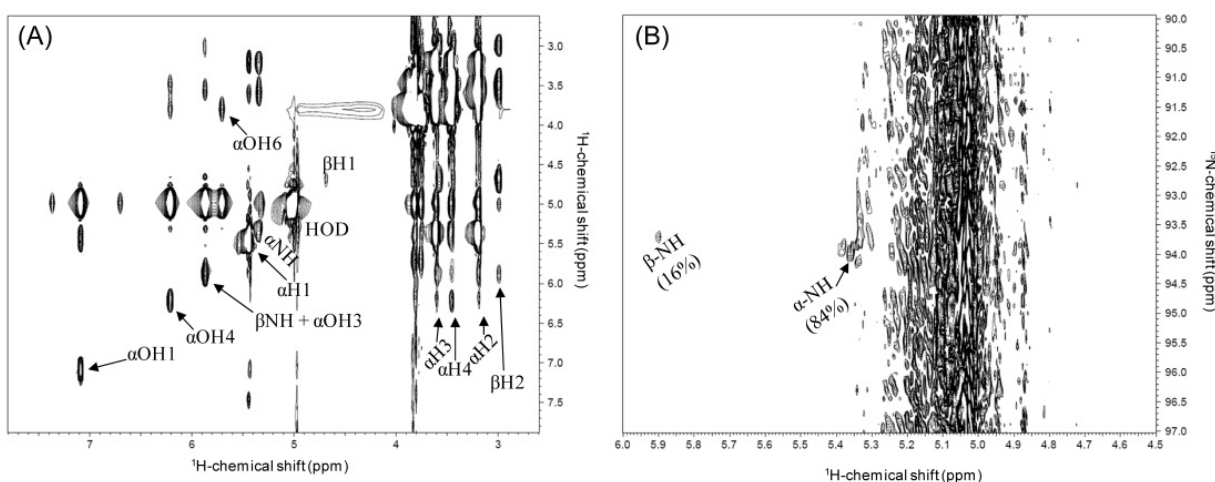 (A)
αOH6
βH1
HOD
αNH
αH1
βNH + αOH3
αOH4
αOH1
αH3
αH4
αH2
βH2
3.0
3.5
4.0
4.5
5.0
5.5
6.0
6.5
7.0
7.5
¹H-chemical shift (ppm)
7
6
5
4
3
¹H-chemical shift (ppm)
(B)
β-NH
(16%)
α-NH
(84%)
90.0
90.5
91.0
91.5
92.0
92.5
93.0
93.5
94.0
94.5
95.0
95.5
96.0
96.5
97.0
¹⁵N-chemical shift (ppm)
6.0 5.9 5.8 5.7 5.6 5.5 5.4 5.3 5.2 5.1 5.0 4.9 4.8 4.7 4.6 4.5
¹H-chemical shift (ppm)